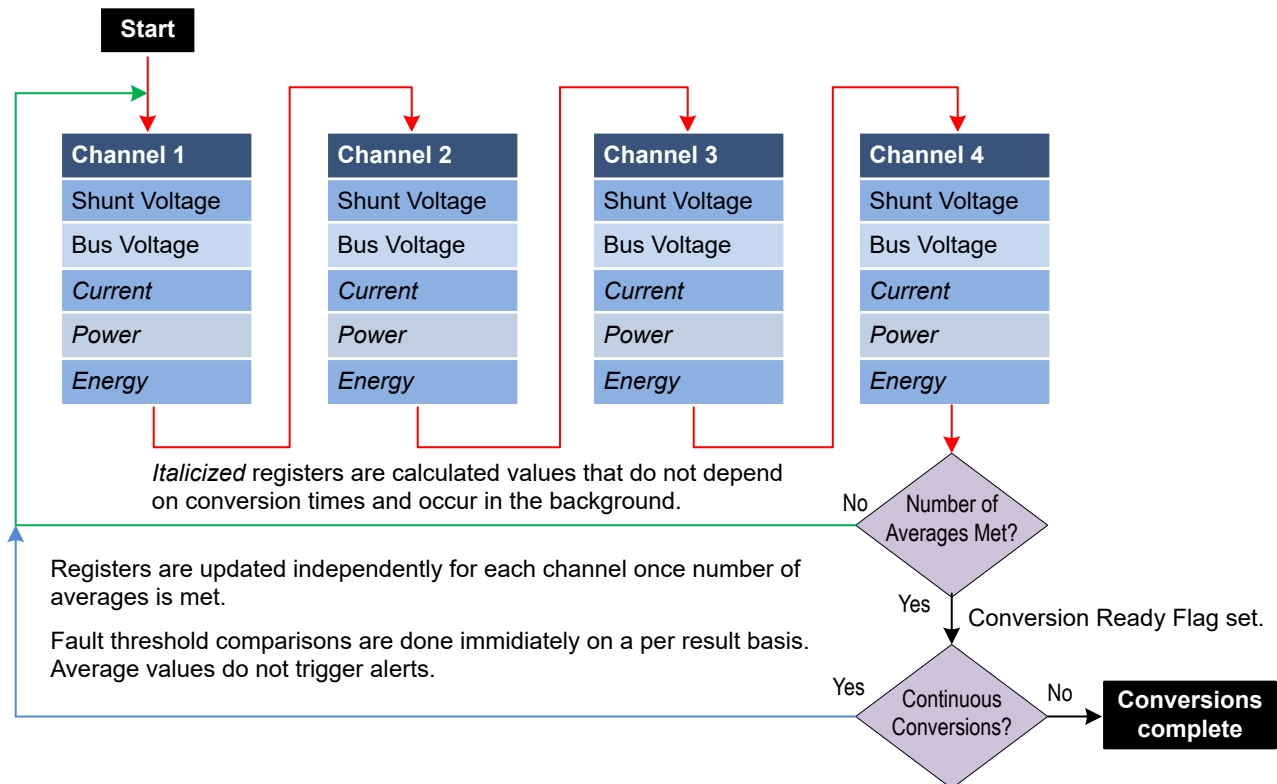 Start
Channel 1
Shunt Voltage
Bus Voltage
Current
Power
Energy
Channel 2
Shunt Voltage
Bus Voltage
Current
Power
Energy
Channel 3
Shunt Voltage
Bus Voltage
Current
Power
Energy
Channel 4
Shunt Voltage
Bus Voltage
Current
Power
Energy
Italicized registers are calculated values that do not depend
on conversion times and occur in the background.
No
Number of
Averages Met?
Registers are updated independently for each channel once number of
averages is met.
Yes
Conversion Ready Flag set.
Fault threshold comparisons are done immidiately on a per result basis.
Average values do not trigger alerts.
Yes
Continuous
Conversions?
No
Conversions
complete